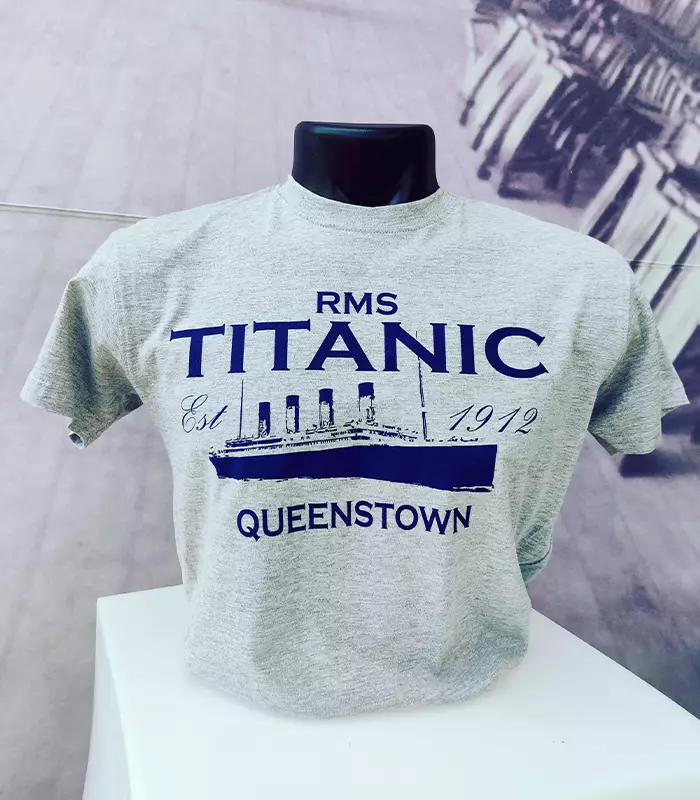 RMS
TITANIC
Est 1912
QUEENSTOWN